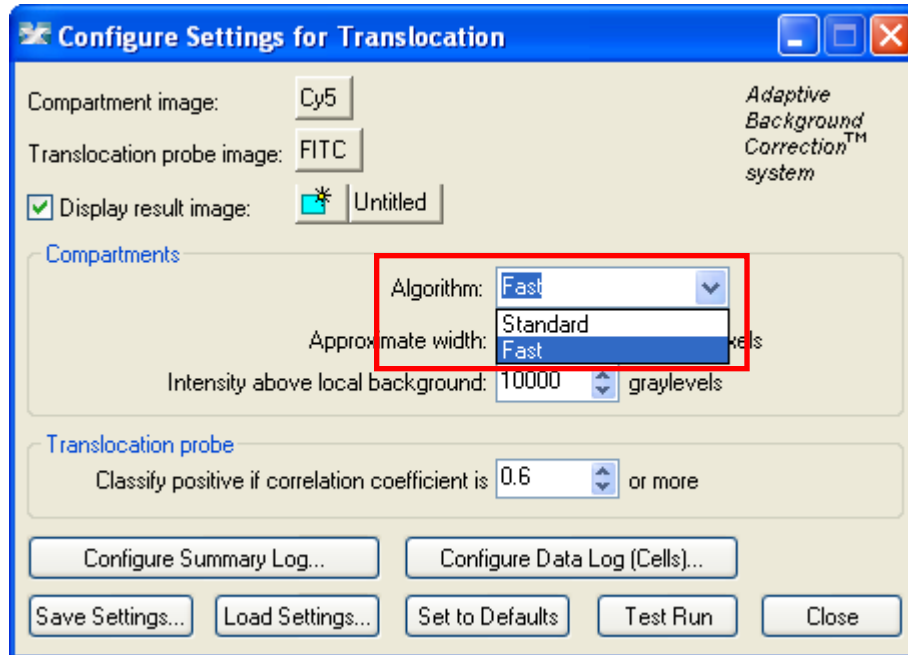 Configure Settings for Translocation
Compartment image: Cy5
Adaptive
Background
Correction™
system
Translocation probe image: FITC
Display result image: Untitled
Compartments
Algorithm: Fast
Standard
Fast
Approximate width:
Intensity above local background: 10000 graylevels
Translocation probe
Classify positive if correlation coefficient is 0.6 or more
Configure Summary Log... Configure Data Log (Cells)...
Save Settings... Load Settings... Set to Defaults Test Run Close